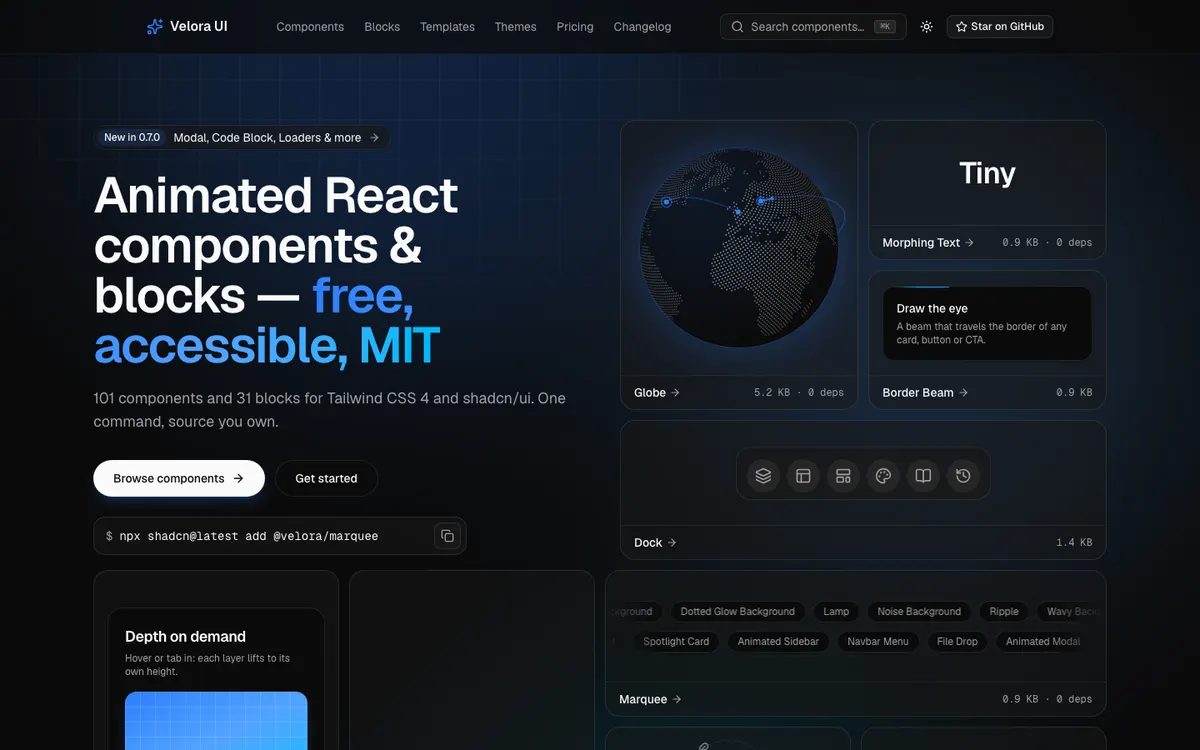 Velora UI
Components
Blocks
Templates
Themes
Pricing
Changelog
Search components...
⌘K
Star on GitHub
New in 0.7.0
Modal, Code Block, Loaders & more →
Animated React
components &
blocks — free,
accessible, MIT
101 components and 31 blocks for Tailwind CSS 4 and shadcn/ui. One
command, source you own.
Browse components →
Get started
$ npx shadcn@latest add @velora/marquee
Globe →
5.2 KB · 0 deps
Tiny
Morphing Text →
0.9 KB · 0 deps
Draw the eye
A beam that travels the border of any
card, button or CTA.
Border Beam →
0.9 KB
Dock →
1.4 KB
Depth on demand
Hover or tab in: each layer lifts to its
own height.
Dotted Glow Background
Lamp
Noise Background
Ripple
Wavy
Spotlight Card
Animated Sidebar
Navbar Menu
File Drop
Animated Modal
Marquee →
0.9 KB · 0 deps